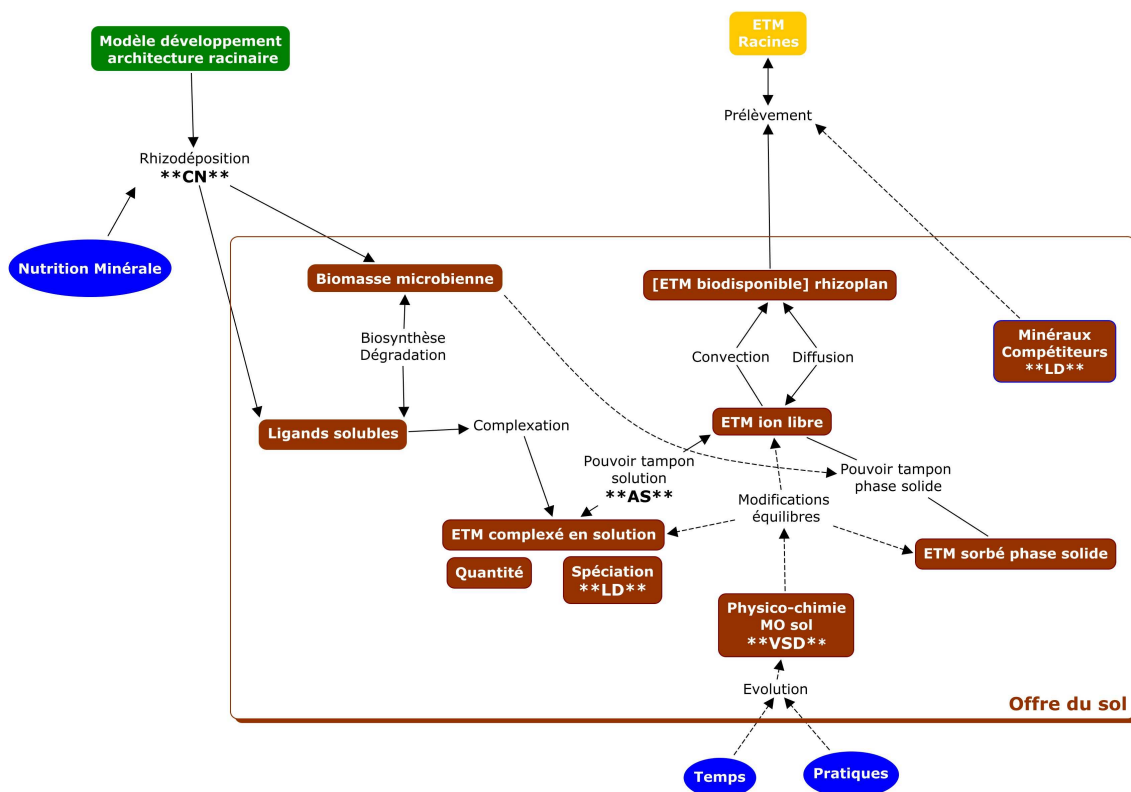 Modèle développement
architecture racinaire
ETM
Racines
Prélèvement
Rhizodéposition
**CN**
Nutrition Minérale
Biomasse microbienne
[ETM biodisponible] rhizoplan
Biosynthèse
Dégradation
Convection
Diffusion
Minéraux
Compétiteurs
**LD**
Ligands solubles
Complexation
ETM ion libre
Pouvoir tampon
solution
**AS**
Pouvoir tampon
phase solide
Modifications
équilibres
ETM complexé en solution
ETM sorbé phase solide
Quantité
Spéciation
**LD**
Physico-chimie
MO sol
**VSD**
Evolution
Offre du sol
Temps
Pratiques